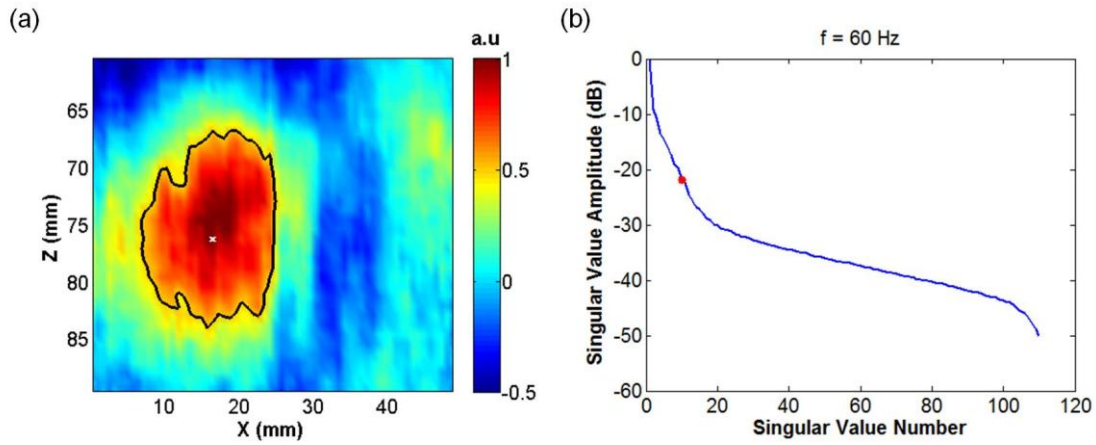 (a)
a.u
1
0.5
0
-0.5
65
70
75
80
85
Z (mm)
10 20 30 40
X (mm)
(b)
f = 60 Hz
0
-10
-20
-30
-40
-50
-60
Singular Value Amplitude (dB)
0 20 40 60 80 100 120
Singular Value Number